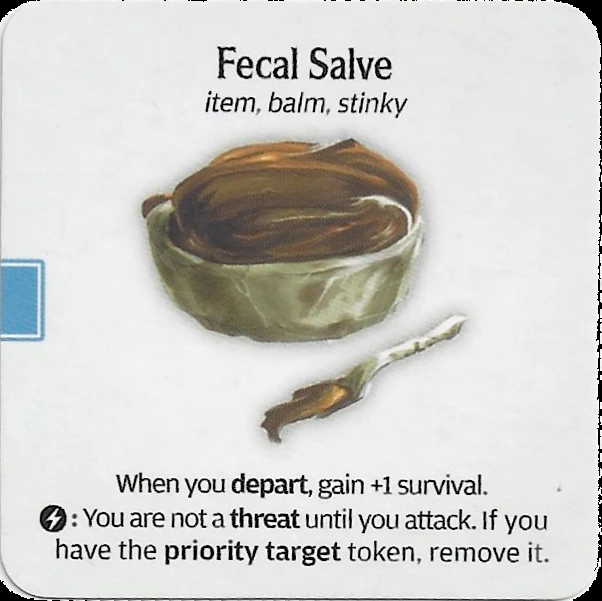 Fecal Salve
item, balm, stinky
When you depart, gain +1 survival.
: You are not a threat until you attack. If you
have the priority target token, remove it.